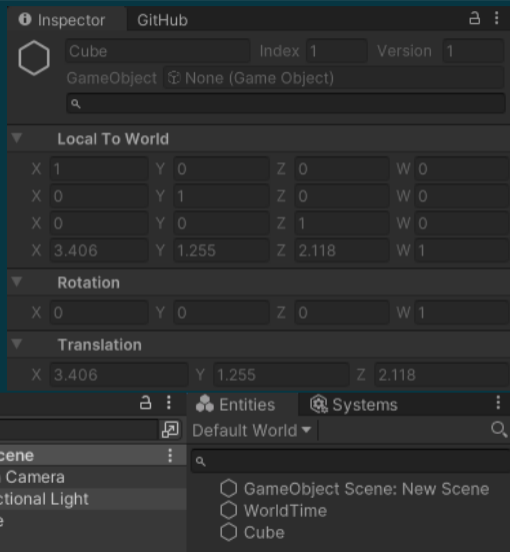 Inspector GitHub
Cube Index 1 Version 1
GameObject None (Game Object)
Local To World
X 1 Y 0 Z 0 W 0
X 0 Y 1 Z 0 W 0
X 0 Y 0 Z 1 W 0
X 3.406 Y 1.255 Z 2.118 W 1
Rotation
X 0 Y 0 Z 0 W 1
Translation
X 3.406 Y 1.255 Z 2.118
Entities Systems
Default World
cene
Camera
ctional Light
e
GameObject Scene: New Scene
WorldTime
Cube